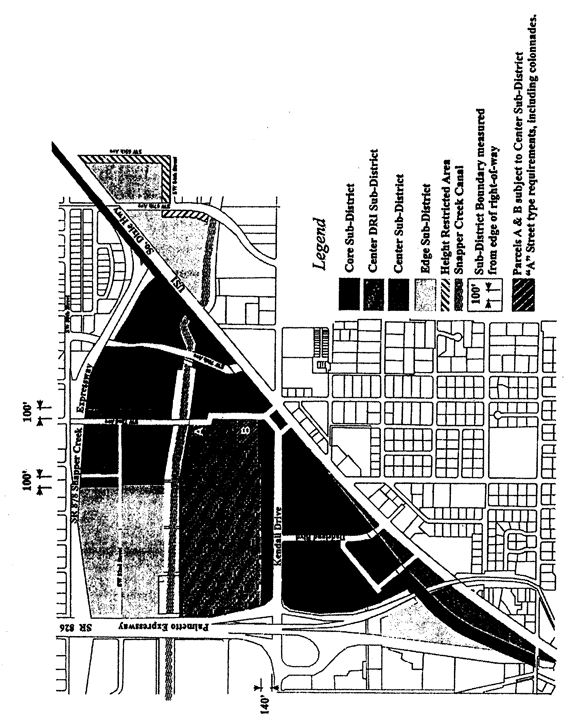 Legend
Core Sub-District
Center DRI Sub-District
Center Sub-District
Edge Sub-District
Height Restricted Area
Snapper Creek Canal
100' Sub-District Boundary measured
from edge of right-of-way
Parcels A & B subject to Center Sub-District
"A" Street type requirements, including colonnades.
SR 826
Palmetto Expressway
SR 878 Snapper Creek
Expressway
So. Dixie Hwy
US1
Kendall Drive
A
B
100'
100'
140'